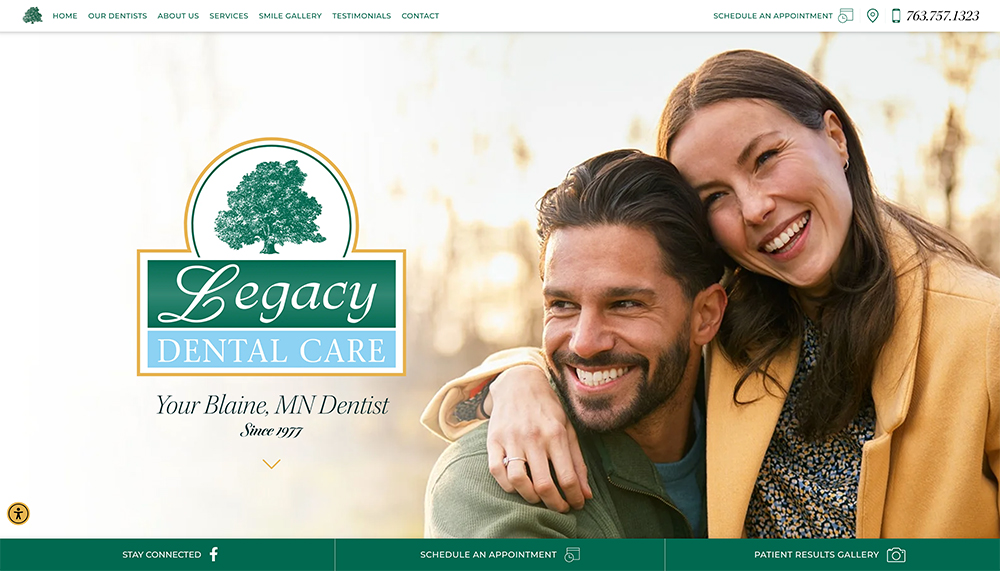 HOME OUR DENTISTS ABOUT US SERVICES SMILE GALLERY TESTIMONIALS CONTACT SCHEDULE AN APPOINTMENT 763.757.1323
Legacy
DENTAL CARE
Your Blaine, MN Dentist
Since 1977
STAY CONNECTED SCHEDULE AN APPOINTMENT PATIENT RESULTS GALLERY